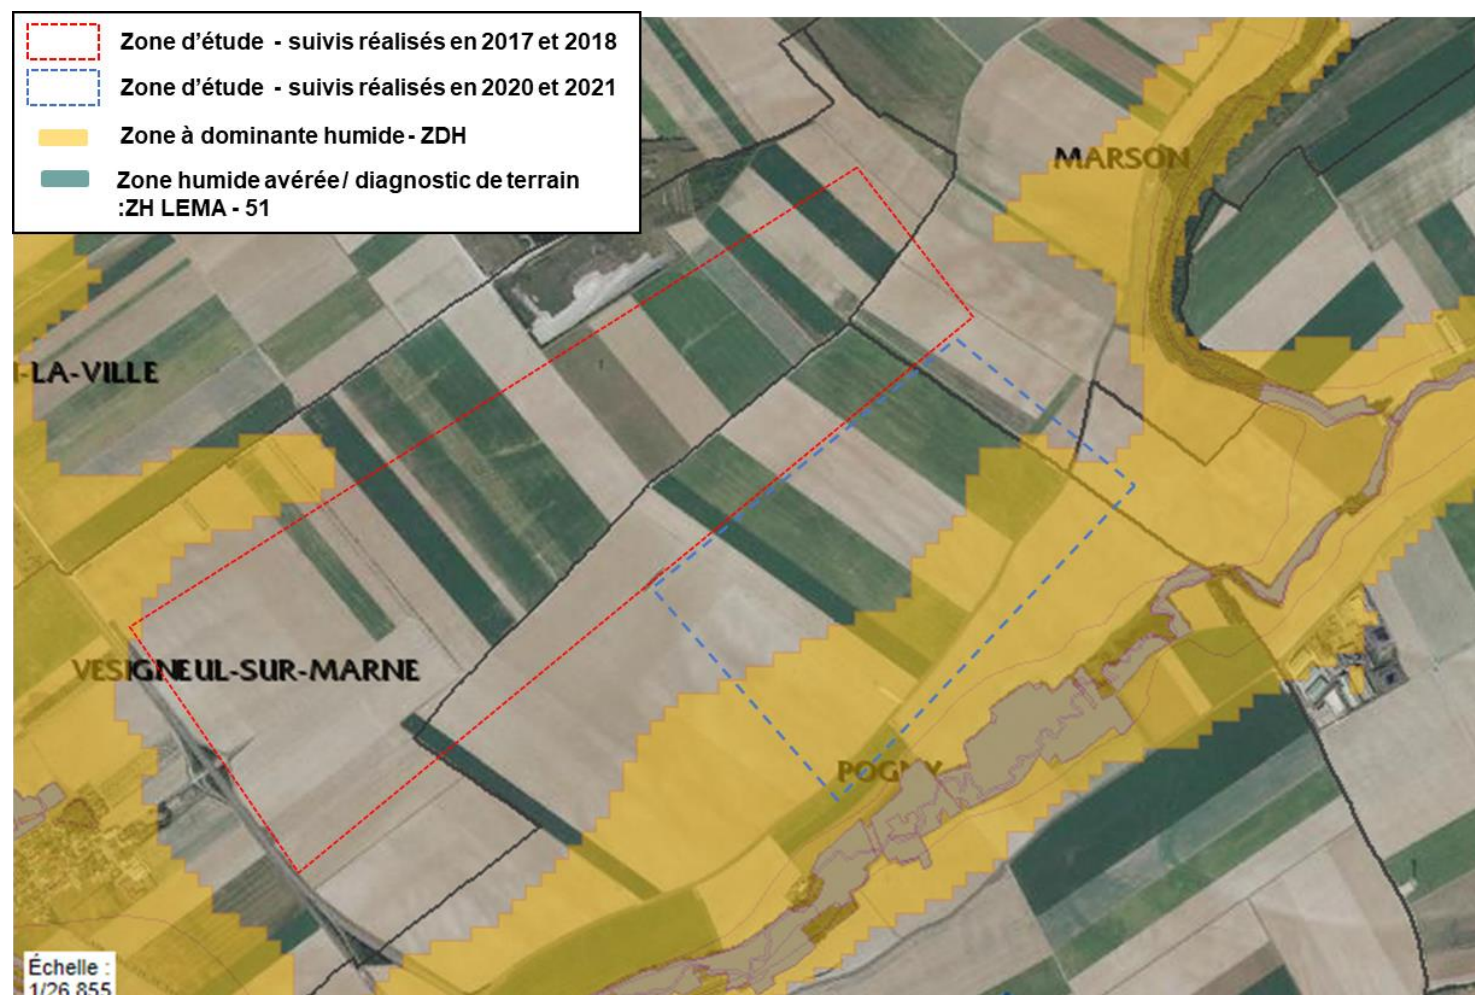 Zone d'étude - suivis réalisés en 2017 et 2018
Zone d'étude - suivis réalisés en 2020 et 2021
Zone à dominante humide - ZDH
Zone humide avérée / diagnostic de terrain
:ZH LEMA - 51
MARSON
-LA-VILLE
VESIGNEUL-SUR-MARNE
POGNY
Échelle :
1/26 855